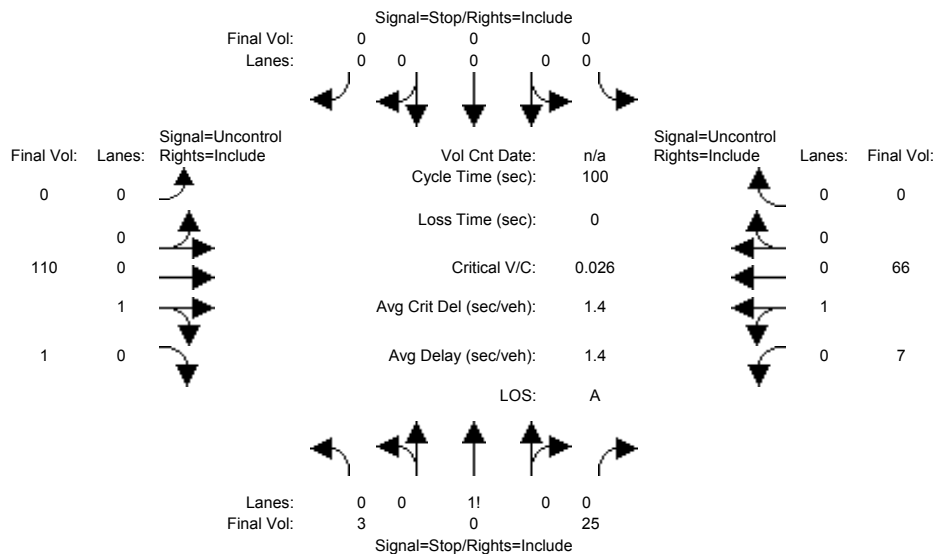 Signal=Stop/Rights=Include
Final Vol: 0 0 0
Lanes: 0 0 0 0 0
Signal=Uncontrol Signal=Uncontrol
Final Vol: Lanes: Rights=Include Vol Cnt Date: n/a Rights=Include Lanes: Final Vol:
Cycle Time (sec): 100
0 0 0 0
Loss Time (sec): 0
0 0
110 0 Critical V/C: 0.026 0 66
1 Avg Crit Del (sec/veh): 1.4 1
1 0 Avg Delay (sec/veh): 1.4 0 7
LOS: A
Lanes: 0 0 1! 0 0
Final Vol: 3 0 25
Signal=Stop/Rights=Include